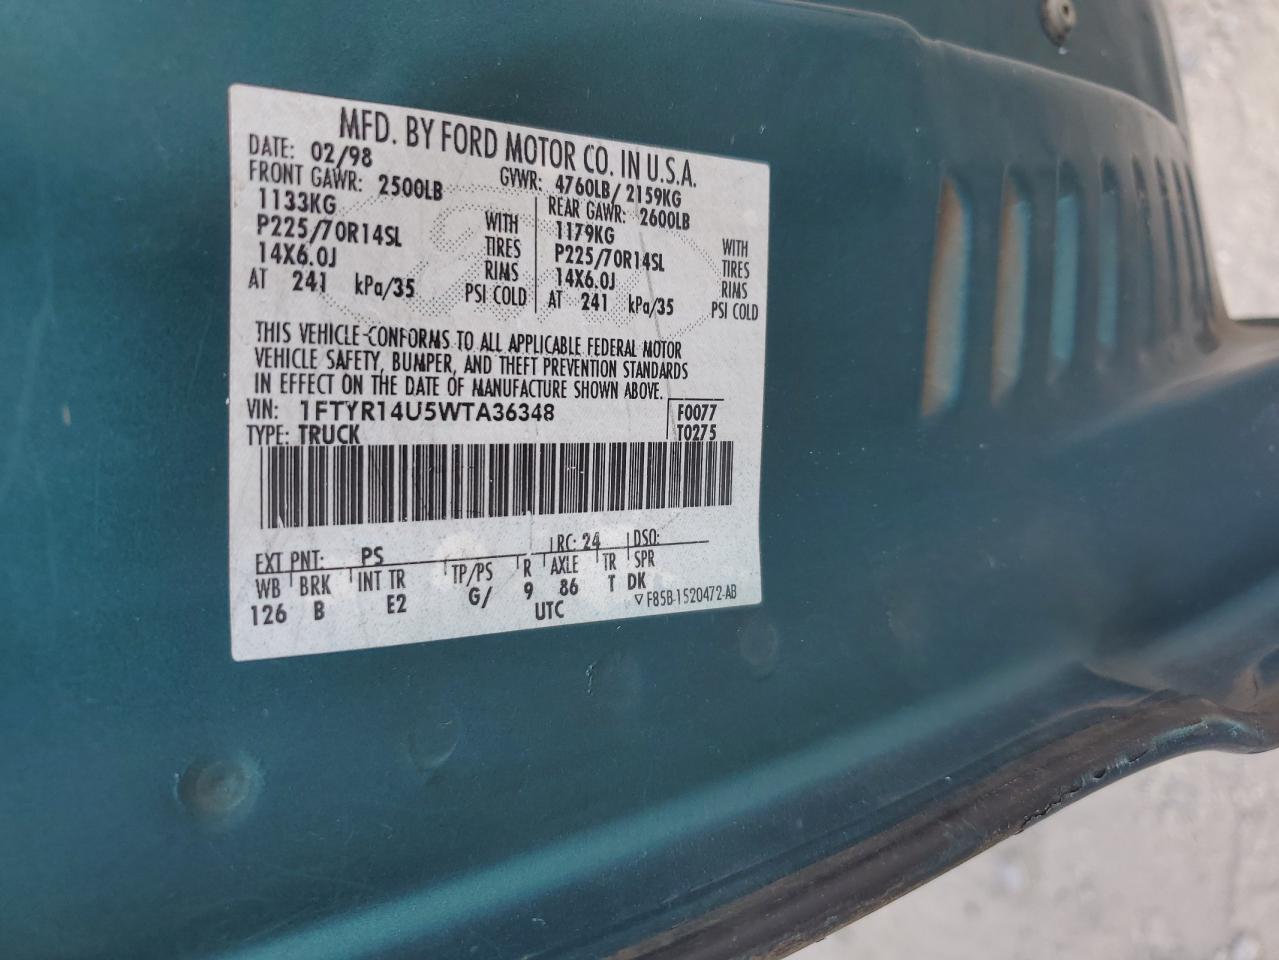 MFD. BY FORD MOTOR CO. IN U.S.A.
DATE: 02/98 GVWR: 4760LB/ 2159KG
FRONT GAWR: 2500LB REAR GAWR: 2600LB
1133KG WITH 1179KG WITH
P225/70R14SL TIRES P225/70R14SL TIRES
14X6.0J RIMS 14X6.0J RIMS
AT 241 kPa/35 PSI COLD AT 241 kPa/35 PSI COLD
THIS VEHICLE CONFORMS TO ALL APPLICABLE FEDERAL MOTOR
VEHICLE SAFETY, BUMPER, AND THEFT PREVENTION STANDARDS
IN EFFECT ON THE DATE OF MANUFACTURE SHOWN ABOVE.
VIN: 1FTYR14U5WTA36348 F0077
TYPE: TRUCK T0275
EXT PNT: PS RC: 24 DSO:
WB BRK INT TR TP/PS R AXLE TR SPR
126 B E2 G/ 9 86 T DK
UTC ▽ F85B-1520472-AB